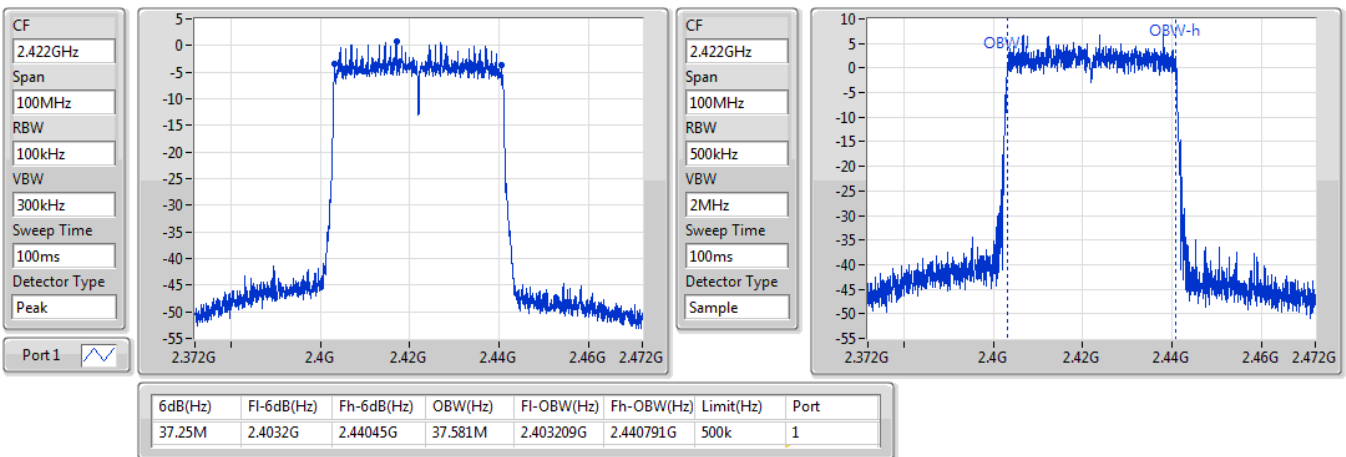 CF
2.422GHz
Span
100MHz
RBW
100kHz
VBW
300kHz
Sweep Time
100ms
Detector Type
Peak
Port 1
5
0
-5
-10
-15
-20
-25
-30
-35
-40
-45
-50
-55
2.372G 2.4G 2.42G 2.44G 2.46G 2.472G
CF
2.422GHz
Span
100MHz
RBW
500kHz
VBW
2MHz
Sweep Time
100ms
Detector Type
Sample
OBW-h
10
5
0
-5
-10
-15
-20
-25
-30
-35
-40
-45
-50
-55
2.372G 2.4G 2.42G 2.44G 2.46G 2.472G
6dB(Hz) Fl-6dB(Hz) Fh-6dB(Hz) OBW(Hz) Fl-OBW(Hz) Fh-OBW(Hz) Limit(Hz) Port
37.25M 2.4032G 2.44045G 37.581M 2.403209G 2.440791G 500k 1